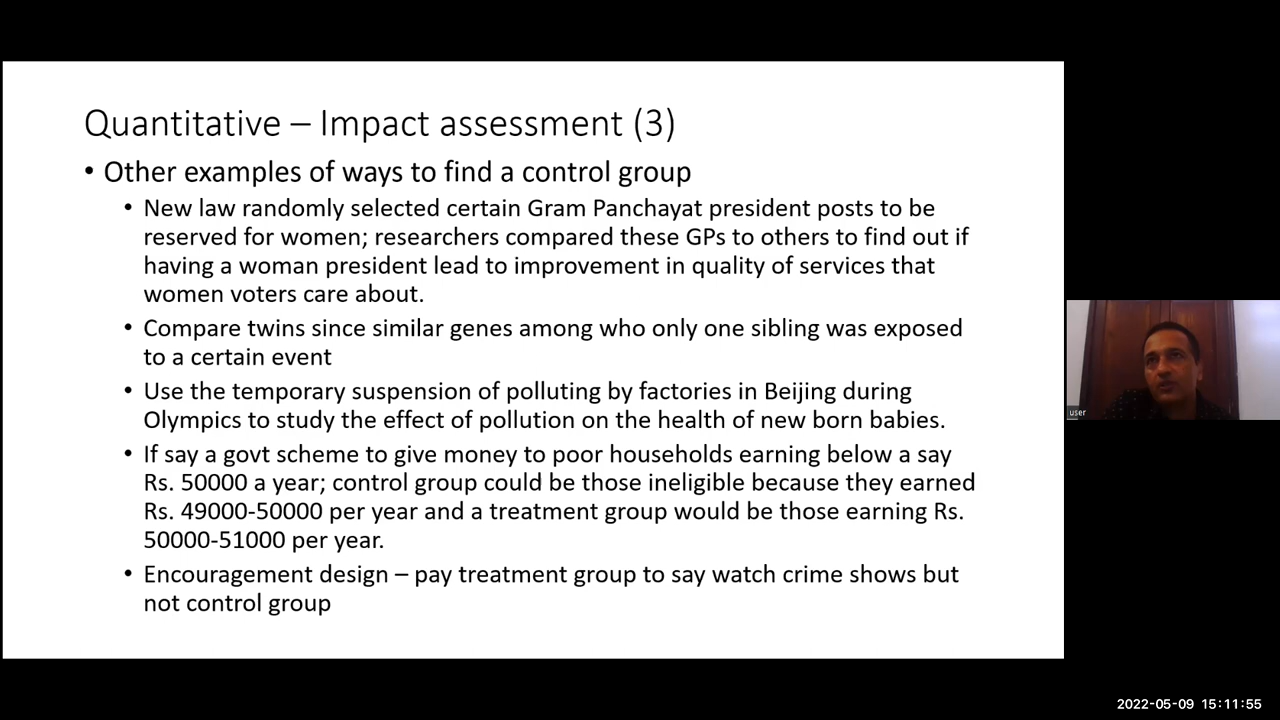 Quantitative – Impact assessment (3)
• Other examples of ways to find a control group
• New law randomly selected certain Gram Panchayat president posts to be
reserved for women; researchers compared these GPs to others to find out if
having a woman president lead to improvement in quality of services that
women voters care about.
• Compare twins since similar genes among who only one sibling was exposed
to a certain event
• Use the temporary suspension of polluting by factories in Beijing during
Olympics to study the effect of pollution on the health of new born babies.
• If say a govt scheme to give money to poor households earning below a say
Rs. 50000 a year; control group could be those ineligible because they earned
Rs. 49000-50000 per year and a treatment group would be those earning Rs.
50000-51000 per year.
• Encouragement design – pay treatment group to say watch crime shows but
not control group
user
2022-05-09 15:11:55